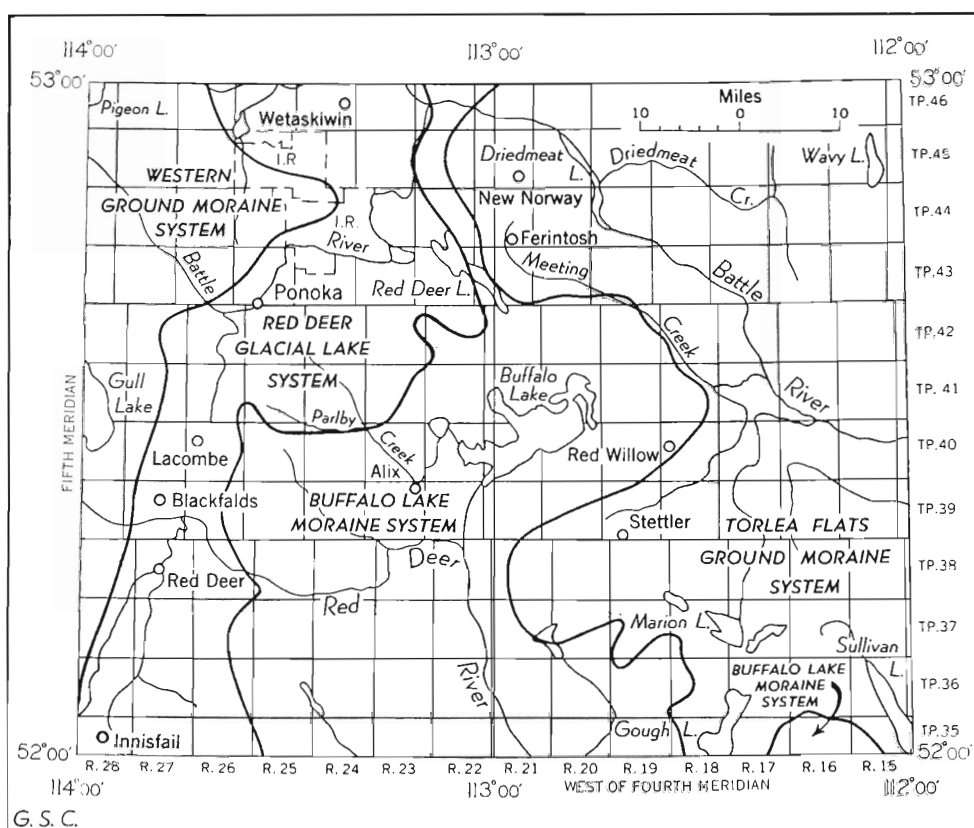 114°00′ 113°00′ 112°00′
53°00′ 53°00′
Pigeon L.
Wetaskiwin
Miles
10 0 10
TP.46
I.R.
WESTERN
GROUND MORAINE
SYSTEM
Driedmeat
L.
Driedmeat
Cr.
Wavy L.
TP.45
New Norway
TP.44
I.R.
River
Ferintosh
Battle
Meeting
Creek
Battle
River
TP.43
Red Deer L.
Ponoka
RED DEER
GLACIAL LAKE
SYSTEM
TP.42
Gull
Lake
Buffalo
Lake
TP.41
Parlby
Creek
Lacombe
Alix
Red Willow
TP.40
FIFTH MERIDIAN
Blackfalds
BUFFALO LAKE
MORAINE SYSTEM
Stettler
TP.39
TORLEA FLATS
GROUND MORAINE
SYSTEM
Red Deer
Red
Deer
River
TP.38
Marion L.
TP.37
Sullivan
L.
BUFFALO LAKE
MORAINE
SYSTEM
TP.36
Gough L.
Innisfail
TP.35
52°00′ 52°00′
R. 28 R. 27 R. 26 R. 25 R. 24 R. 23 R. 22 R. 21 R. 20 R. 19 R. 18 R. 17 R. 16 R. 15
114°00′ 113°00′ WEST OF FOURTH MERIDIAN 112°00′
G. S. C.